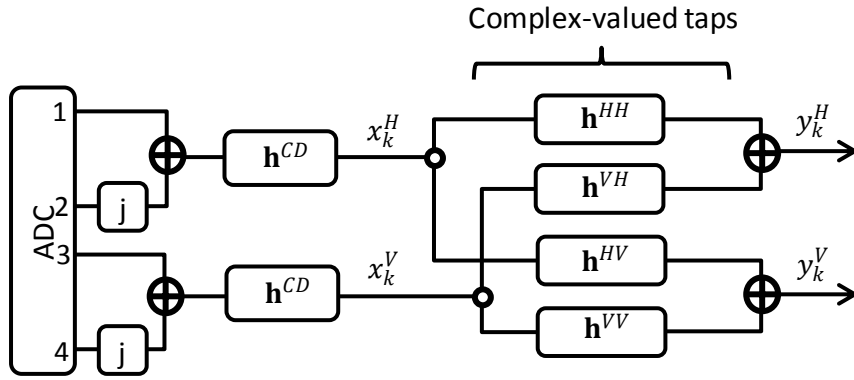 Complex-valued taps
ADC
1
2
3
4
j
j
𝐡^{CD}
𝐡^{CD}
x_k^H
x_k^V
𝐡^{HH}
𝐡^{VH}
𝐡^{HV}
𝐡^{VV}
y_k^H
y_k^V